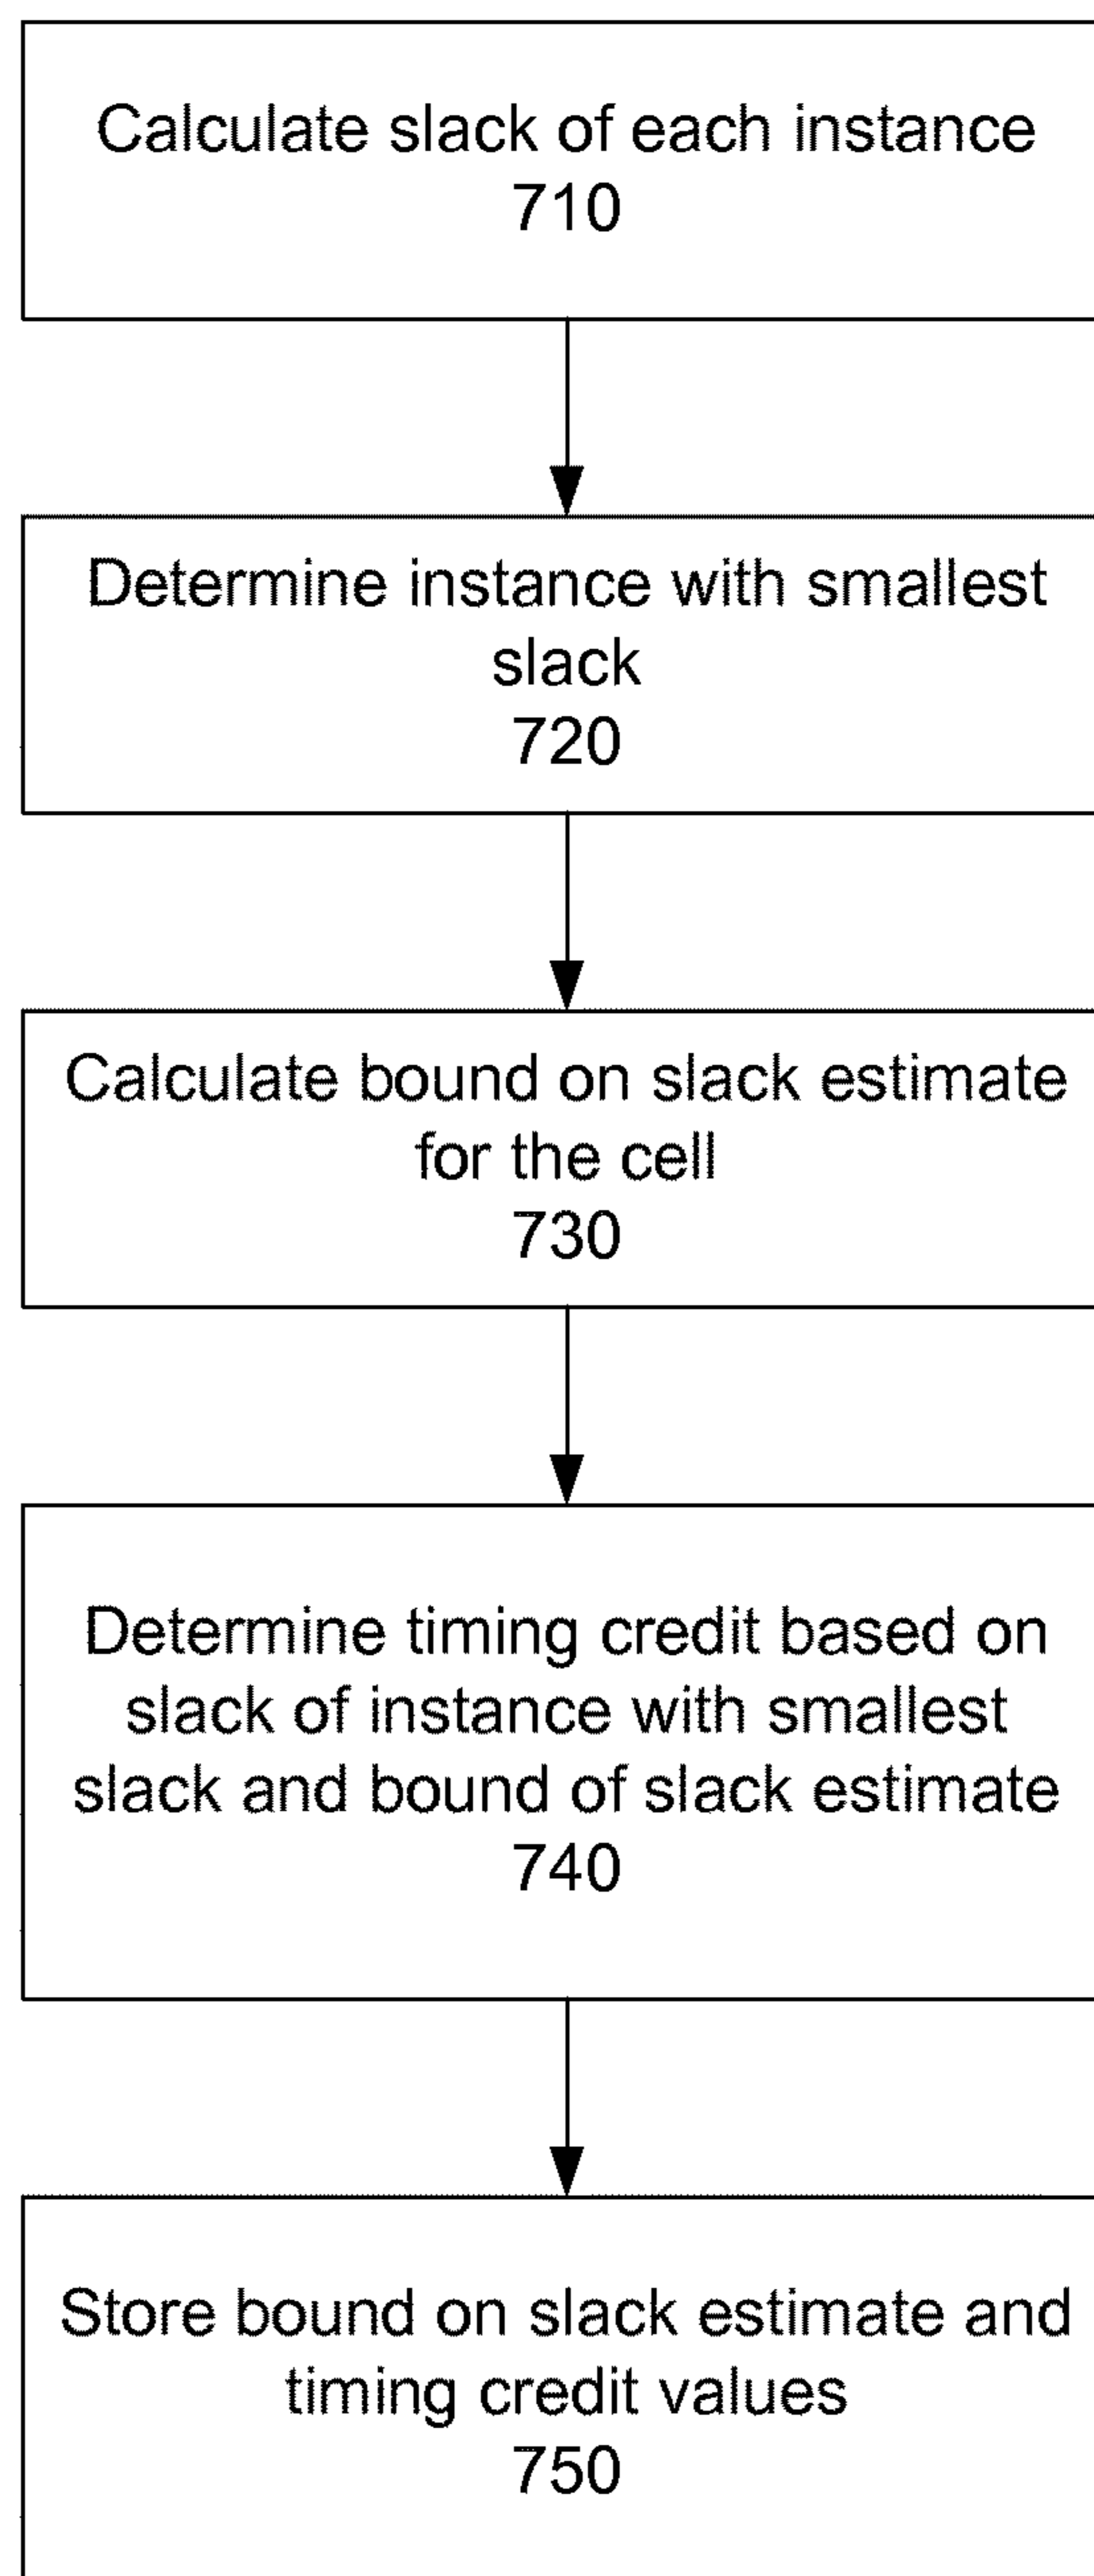 Calculate slack of each instance
710
Determine instance with smallest
slack
720
Calculate bound on slack estimate
for the cell
730
Determine timing credit based on
slack of instance with smallest
slack and bound of slack estimate
740
Store bound on slack estimate and
timing credit values
750